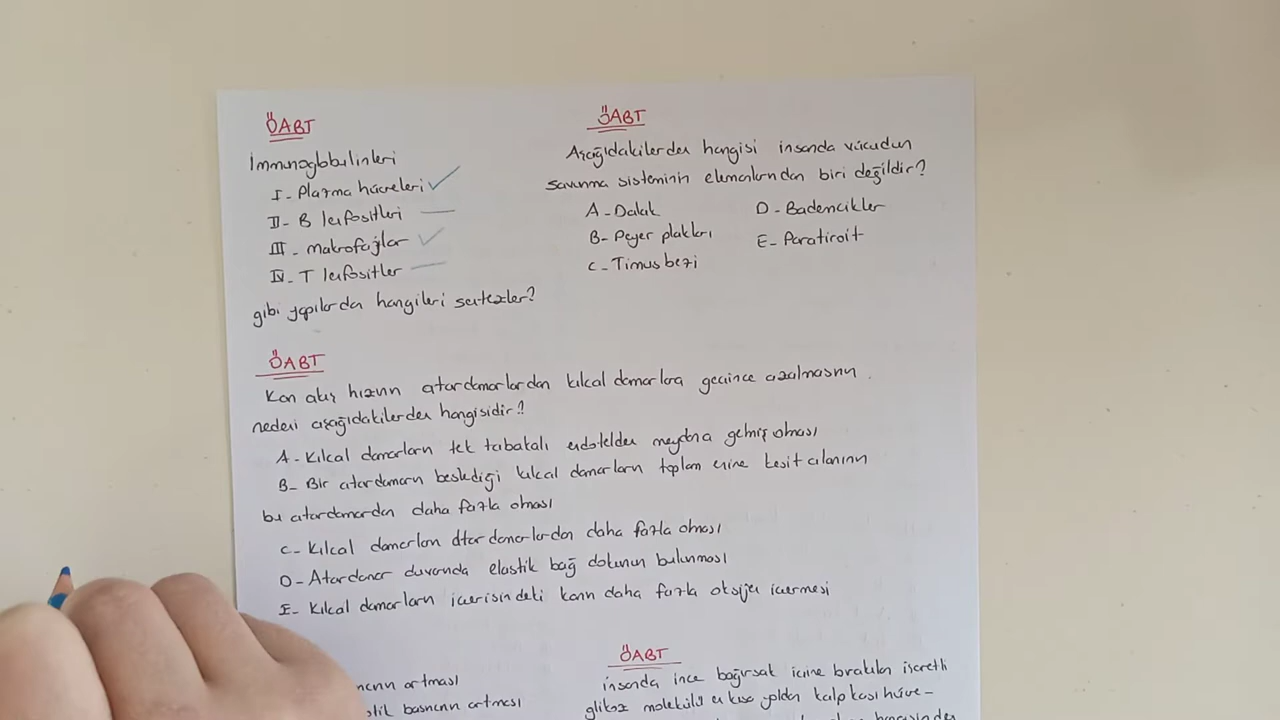 ÖABT
İmmunoglobulinleri
I- Plazma hücreleri
II- B lenfositleri
III- makrofajlar
IV- T lenfositler
gibi yapılardan hangileri sentezler?
ÖABT
Aşağıdakilerden hangisi insanda vücudun
savunma sisteminin elemanlarından biri değildir?
A- Dalak
B- Peyer plakları
C- Timus bezi
D- Bademcikler
E- Paratiroit
ÖABT
Kan akış hızının atardamarlardan kılcal damarlara geçince azalmasının
nedeni aşağıdakilerden hangisidir?
A- Kılcal damarların tek tabakalı endotelden meydana gelmiş olması
B- Bir atardamarın beslediği kılcal damarların toplam enine kesit alanının
bu atardamardan daha fazla olması
C- Kılcal damarların atardamarlardan daha fazla olması
D- Atardamar duvarında elastik bağ dokunun bulunması
E- Kılcal damarların içerisindeki kanın daha fazla oksijen içermesi
artması
basıncının artması
ÖABT
insanda ince bağırsak içine bırakılan işaretli
glikoz molekülü en kısa yoldan kalp kası hücre-